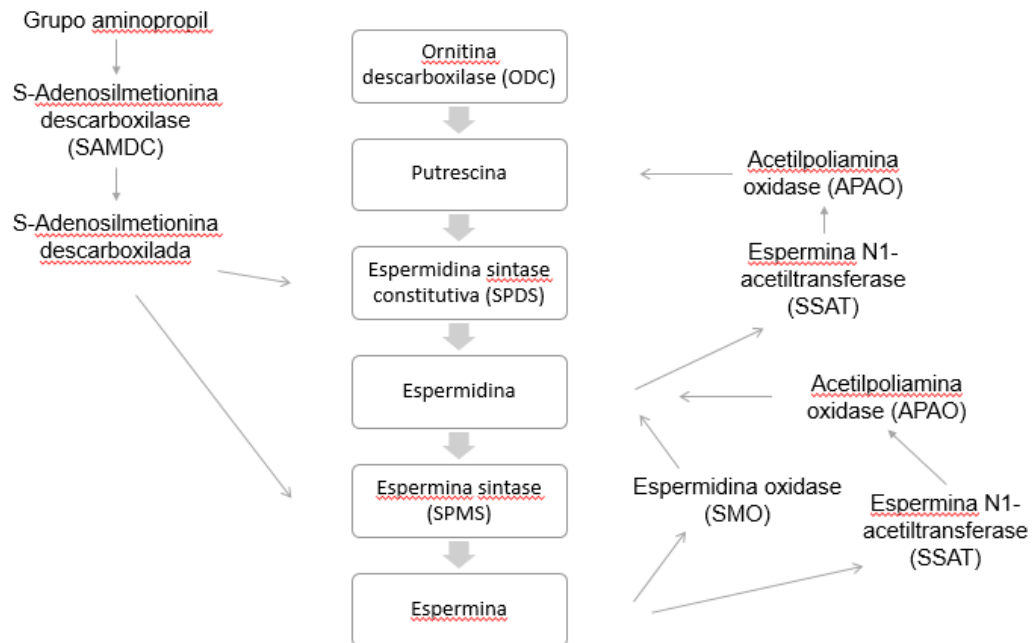 Grupo aminopropil
S-Adenosilmetionina
descarboxilase
(SAMDC)
S-Adenosilmetionina
descarboxilada
Ornitina
descarboxilase (ODC)
Putrescina
Espermidina sintase
constitutiva (SPDS)
Espermidina
Espermina sintase
(SPMS)
Espermina
Acetilpoliamina
oxidase (APAO)
Espermina N1-
acetiltransferase
(SSAT)
Acetilpoliamina
oxidase (APAO)
Espermidina oxidase
(SMO)
Espermina N1-
acetiltransferase
(SSAT)